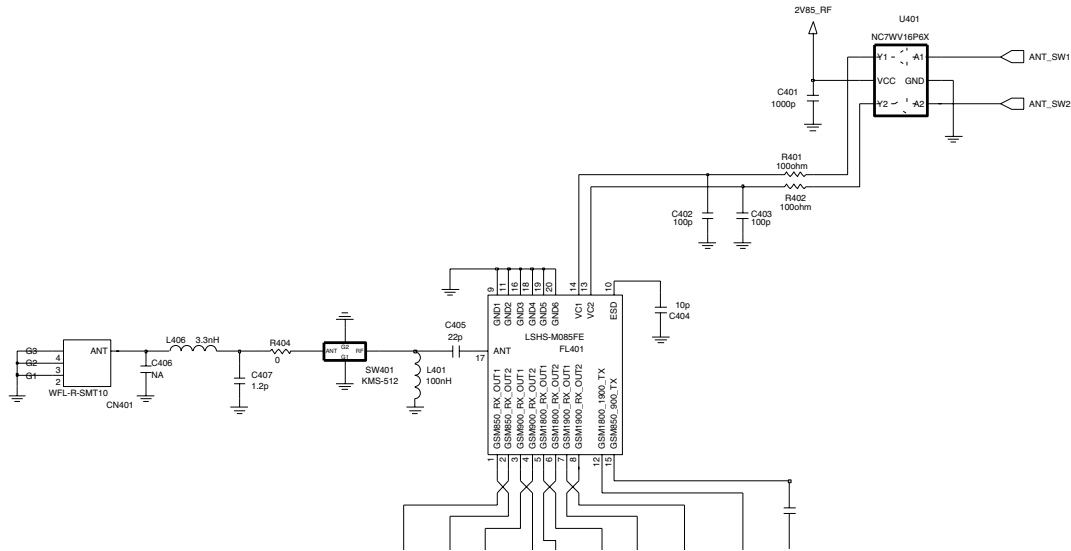 2V85_RF
U401
NC7WV16P6X
Y1
A1
ANT_SW1
VCC
GND
Y2
A2
ANT_SW2
C401
1000p
R401
100ohm
R402
100ohm
C402
100p
C403
100p
9
11
16
18
19
20
14
13
10
GND1
GND2
GND3
GND4
GND5
GND6
VC1
VC2
ESD
10p
C404
LSHS-M085FE
FL401
C405
22p
17
ANT
L406 3.3nH
R404
0
ANT
G2
G1
RF
SW401
KMS-512
L401
100nH
G3
G2
G1
4
3
2
ANT
WFL-R-SMT10
CN401
C406
NA
C407
1.2p
GSM850_RX_OUT1
GSM850_RX_OUT2
GSM900_RX_OUT1
GSM900_RX_OUT2
GSM1800_RX_OUT1
GSM1800_RX_OUT2
GSM1900_RX_OUT1
GSM1900_RX_OUT2
GSM1800_1900_TX
GSM850_900_TX
1
2
3
4
5
6
7
8
12
15